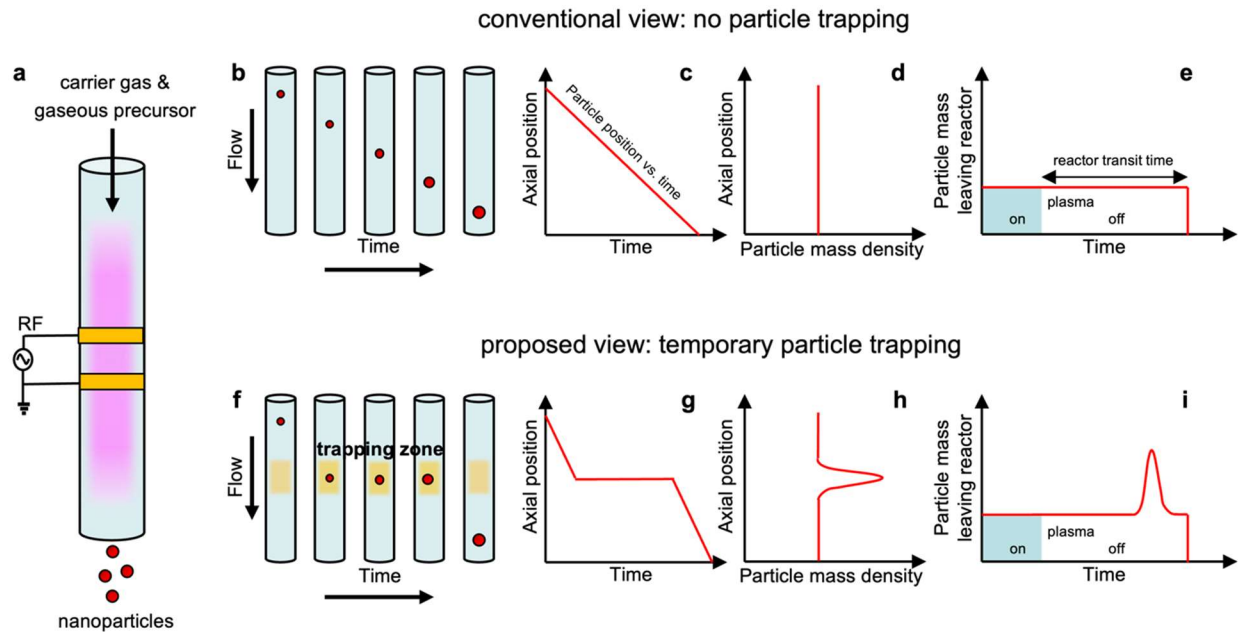 conventional view: no particle trapping
a
carrier gas &
gaseous precursor
RF
nanoparticles
b
Flow
Time
c
Axial position
Particle position vs. time
Time
d
Axial position
Particle mass density
e
Particle mass
leaving reactor
reactor transit time
plasma
on
off
Time
proposed view: temporary particle trapping
f
trapping zone
Flow
Time
g
Axial position
Time
h
Axial position
Particle mass density
i
Particle mass
leaving reactor
plasma
on
off
Time